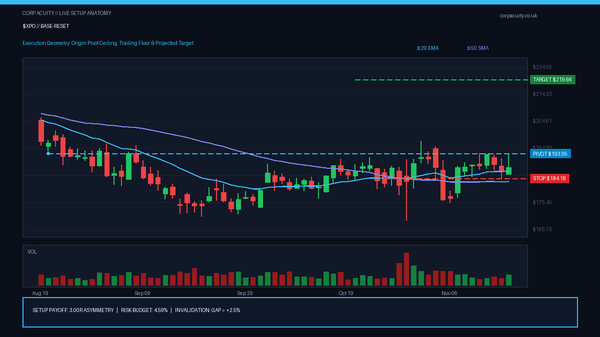 CORP ACUITY // LIVE SETUP ANATOMY
corpacuity.co.uk
$XPO // BASE-RESET
Execution Geometry: Origin Pivot Ceiling, Trailing Floor & Projected Target
20 EMA
50 SMA
TARGET $219.66
$214.33
$204.61
PIVOT $193.05
STOP $184.18
$175.45
$165.73
VOL
Aug 19
Sep 09
Sep 29
Oct 19
Nov 06
SETUP PAYOFF: 3.00R ASYMMETRY | RISK BUDGET: 4.59% | INVALIDATION: GAP > +2.5%